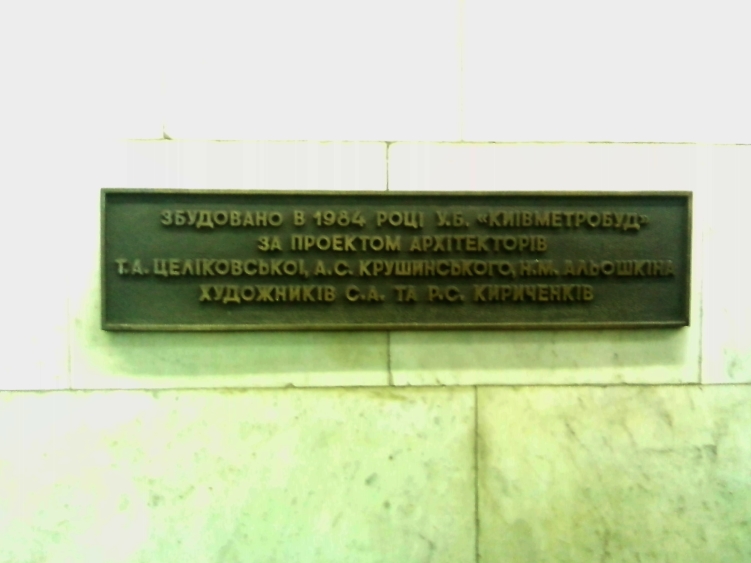 ЗБУДОВАНО В 1984 РОЦІ У.Б. «КИЇВМЕТРОБУД»
ЗА ПРОЕКТОМ АРХІТЕКТОРІВ
Т.А. ЦЕЛІКОВСЬКОЇ, А.С. КРУШИНСЬКОГО, Н.М. АЛЬОШКІНА
ХУДОЖНИКІВ С.А. ТА Р.С. КИРИЧЕНКІВ